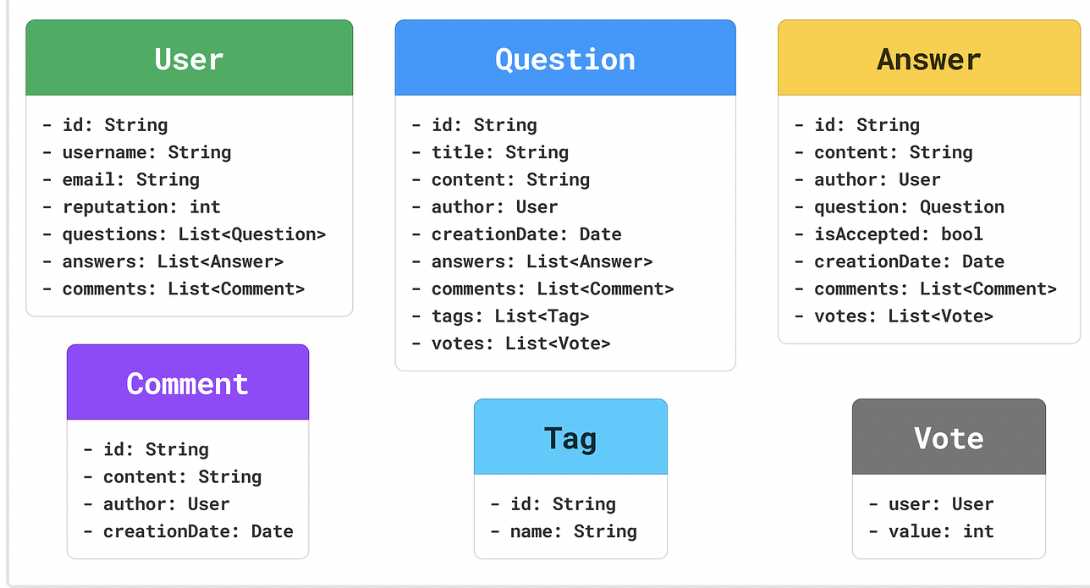 User
- id: String
- username: String
- email: String
- reputation: int
- questions: List<Question>
- answers: List<Answer>
- comments: List<Comment>
Question
- id: String
- title: String
- content: String
- author: User
- creationDate: Date
- answers: List<Answer>
- comments: List<Comment>
- tags: List<Tag>
- votes: List<Vote>
Answer
- id: String
- content: String
- author: User
- question: Question
- isAccepted: bool
- creationDate: Date
- comments: List<Comment>
- votes: List<Vote>
Comment
- id: String
- content: String
- author: User
- creationDate: Date
Tag
- id: String
- name: String
Vote
- user: User
- value: int